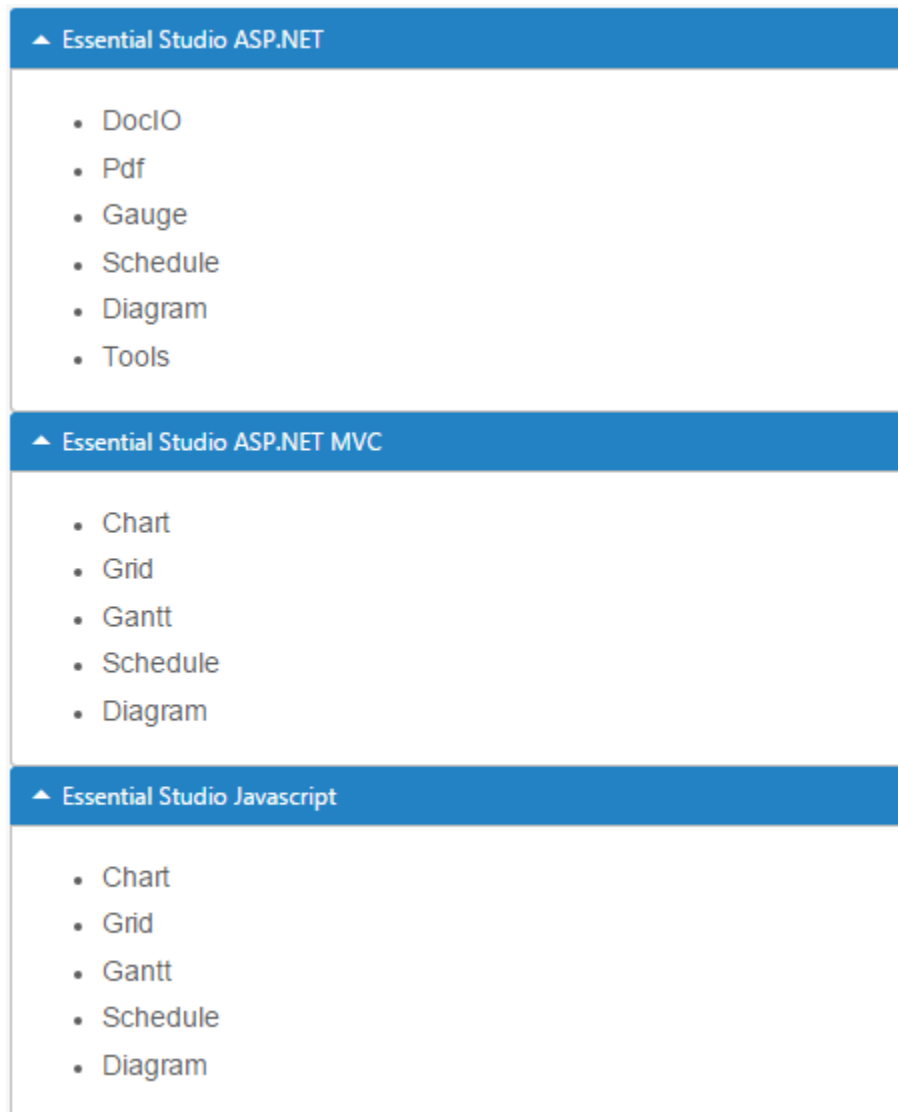 Essential Studio ASP.NET
DocIO
Pdf
Gauge
Schedule
Diagram
Tools
Essential Studio ASP.NET MVC
Chart
Grid
Gantt
Schedule
Diagram
Essential Studio Javascript
Chart
Grid
Gantt
Schedule
Diagram